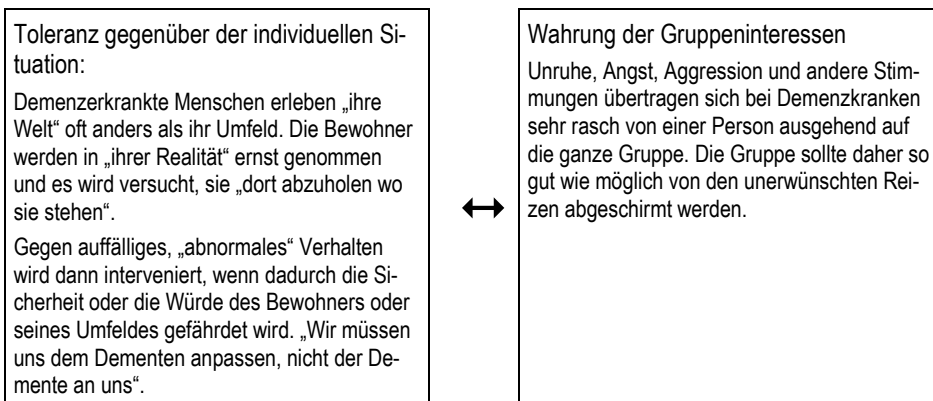 Toleranz gegenüber der individuellen Si-
tuation:
Demenzerkrankte Menschen erleben „ihre
Welt“ oft anders als ihr Umfeld. Die Bewohner
werden in „ihrer Realität“ ernst genommen
und es wird versucht, sie „dort abzuholen wo
sie stehen“.
Gegen auffälliges, „abnormales“ Verhalten
wird dann interveniert, wenn dadurch die Si-
cherheit oder die Würde des Bewohners oder
seines Umfeldes gefährdet wird. „Wir müssen
uns dem Dementen anpassen, nicht der De-
mente an uns“.
Wahrung der Gruppeninteressen
Unruhe, Angst, Aggression und andere Stim-
mungen übertragen sich bei Demenzkranken
sehr rasch von einer Person ausgehend auf
die ganze Gruppe. Die Gruppe sollte daher so
gut wie möglich von den unerwünschten Rei-
zen abgeschirmt werden.